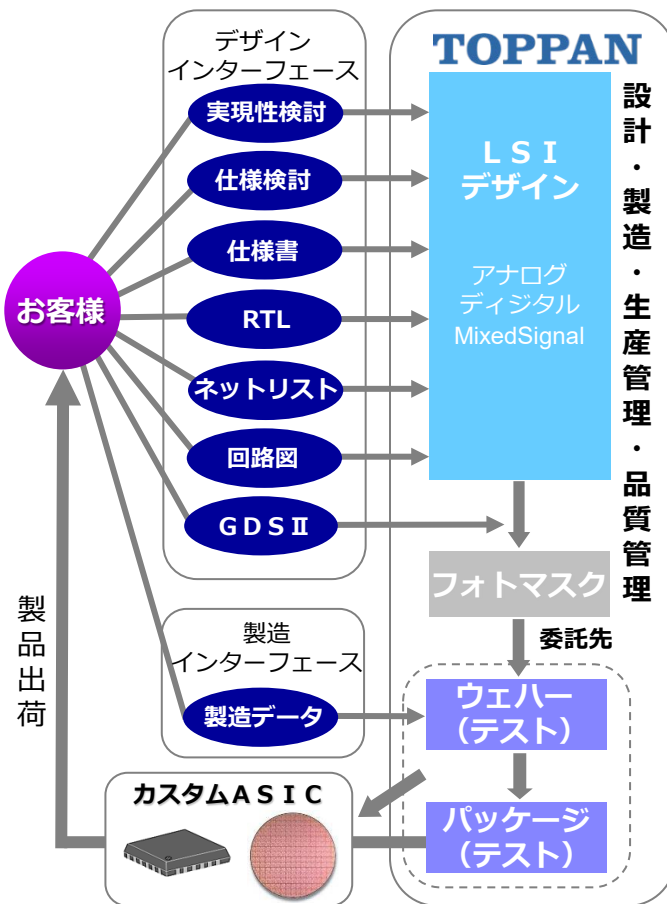 デザイン
インターフェース
実現性検討
仕様検討
仕様書
RTL
ネットリスト
回路図
ＧＤＳⅡ
お客様
製造
インターフェース
製造データ
製品出荷
カスタムＡＳＩＣ
TOPPAN
ＬＳＩ
デザイン
アナログ
ディジタル
MixedSignal
設計・製造・生産管理・品質管理
フォトマスク
委託先
ウェハー
（テスト）
パッケージ
（テスト）